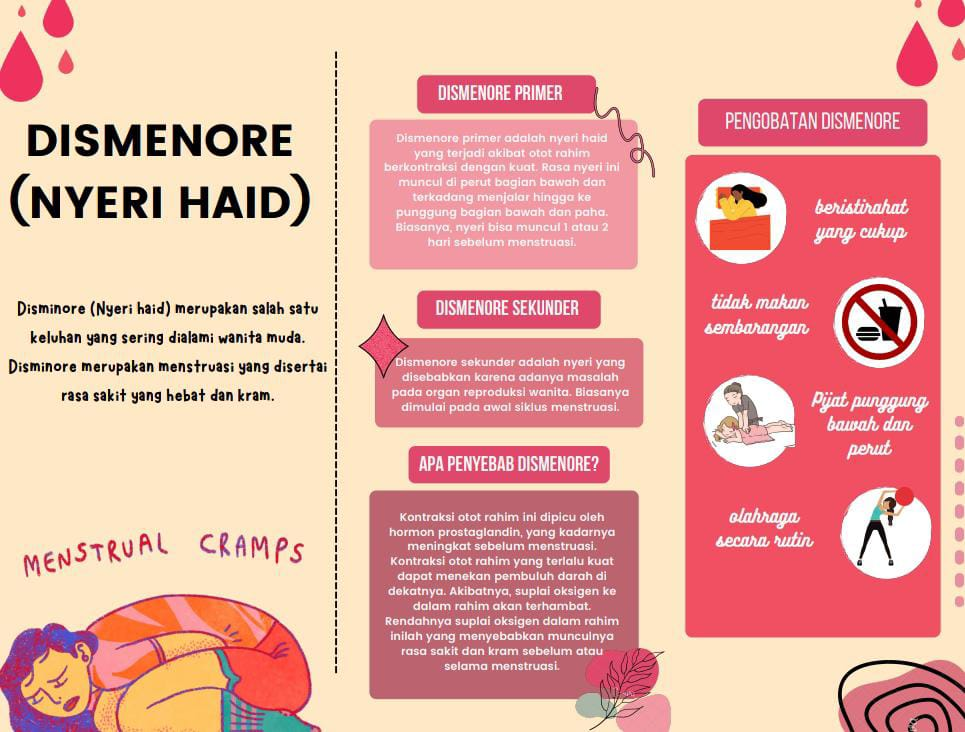 DISMENORE
(NYERI HAID)
Disminore (Nyeri haid) merupakan salah satu
keluhan yang sering dialami wanita muda.
Disminore merupakan menstruasi yang disertai
rasa sakit yang hebat dan kram.
MENSTRUAL CRAMPS
DISMENORE PRIMER
Dismenore primer adalah nyeri haid
yang terjadi akibat otot rahim
berkontraksi dengan kuat. Rasa nyeri ini
muncul di perut bagian bawah dan
terkadang menjalar hingga ke
punggung bagian bawah dan paha.
Biasanya, nyeri bisa muncul 1 atau 2
hari sebelum menstruasi.
DISMENORE SEKUNDER
Dismenore sekunder adalah nyeri yang
disebabkan karena adanya masalah
pada organ reproduksi wanita. Biasanya
dimulai pada awal siklus menstruasi.
APA PENYEBAB DISMENORE?
Kontraksi otot rahim ini dipicu oleh
hormon prostaglandin, yang kadarnya
meningkat sebelum menstruasi.
Kontraksi otot rahim yang terlalu kuat
dapat menekan pembuluh darah di
dekatnya. Akibatnya, suplai oksigen ke
dalam rahim akan terhambat.
Rendahnya suplai oksigen dalam rahim
inilah yang menyebabkan munculnya
rasa sakit dan kram sebelum atau
selama menstruasi.
PENGOBATAN DISMENORE
beristirahat
yang cukup
tidak makan
sembarangan
Pijat punggung
bawah dan
perut
olahraga
secara rutin